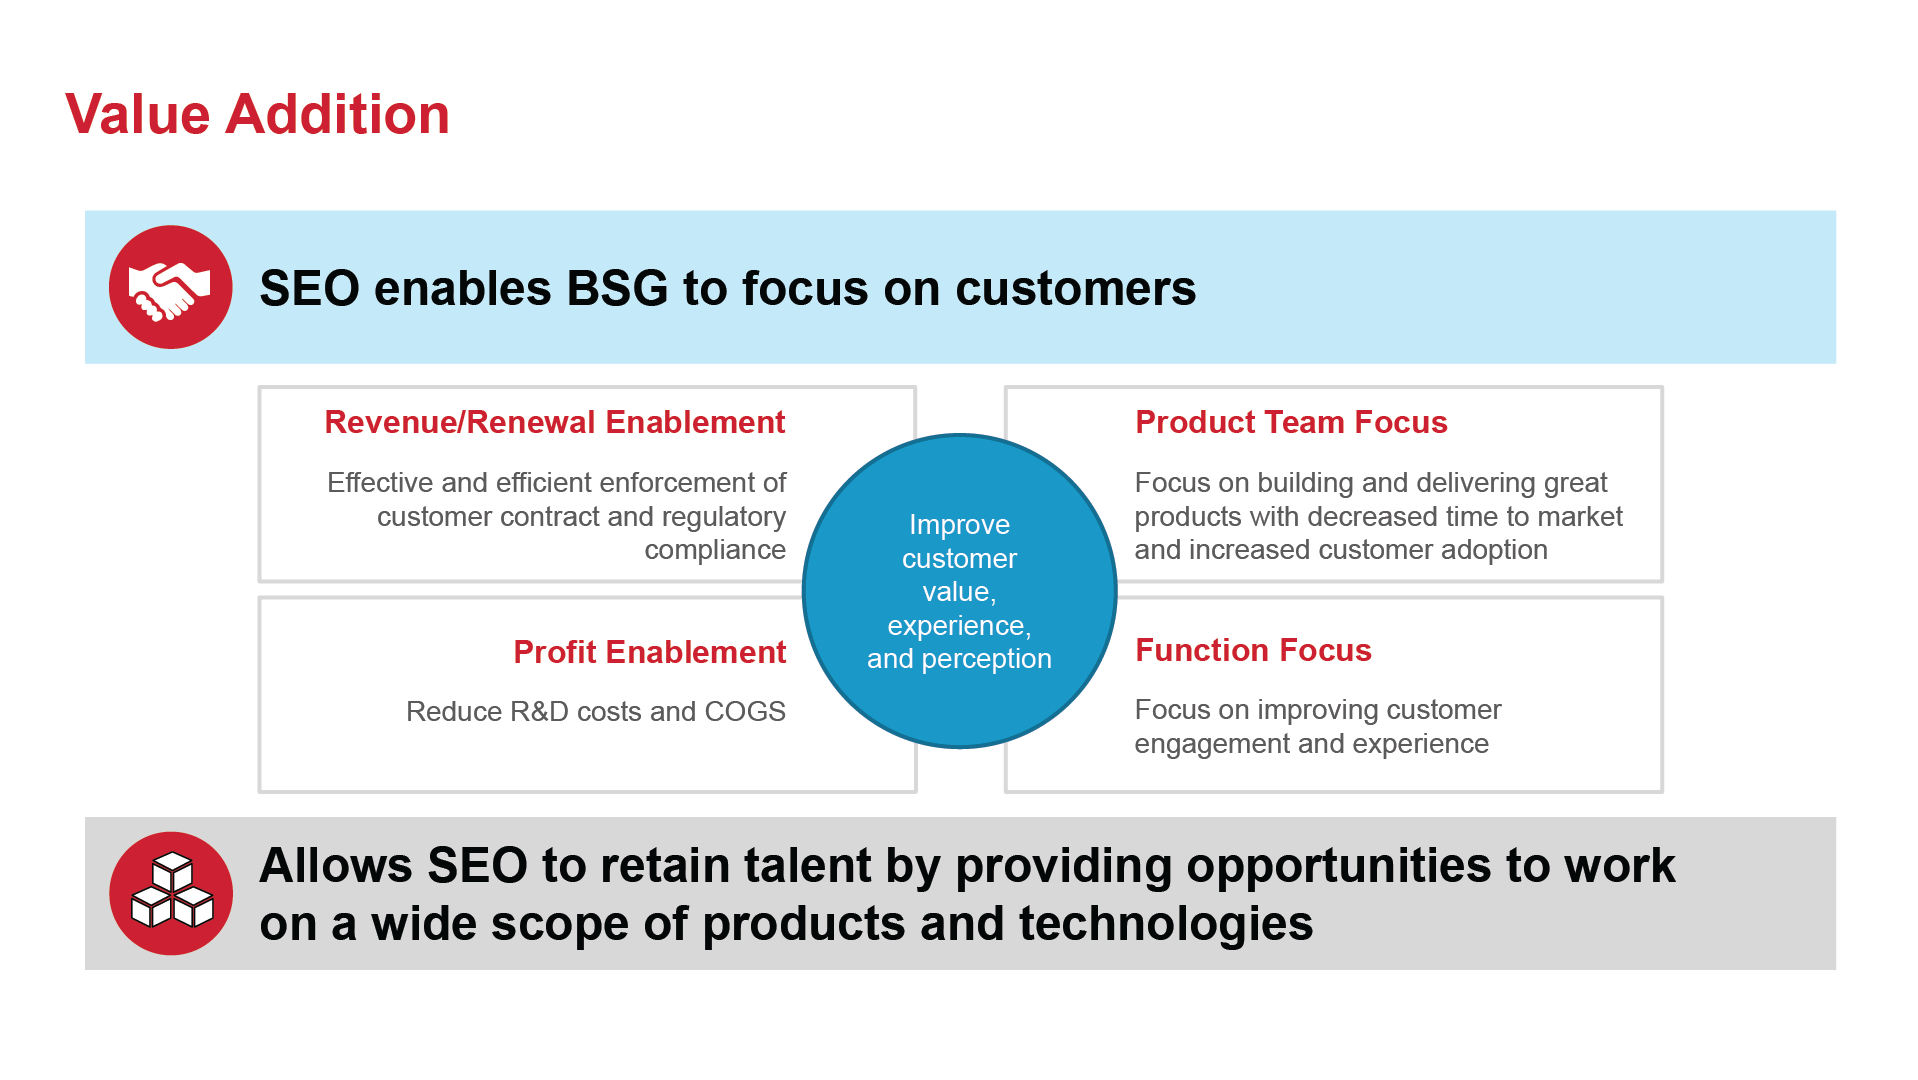 Value Addition
SEO enables BSG to focus on customers
Revenue/Renewal Enablement
Effective and efficient enforcement of
customer contract and regulatory
compliance
Product Team Focus
Focus on building and delivering great
products with decreased time to market
and increased customer adoption
Improve
customer
value,
experience,
and perception
Profit Enablement
Reduce R&D costs and COGS
Function Focus
Focus on improving customer
engagement and experience
Allows SEO to retain talent by providing opportunities to work
on a wide scope of products and technologies